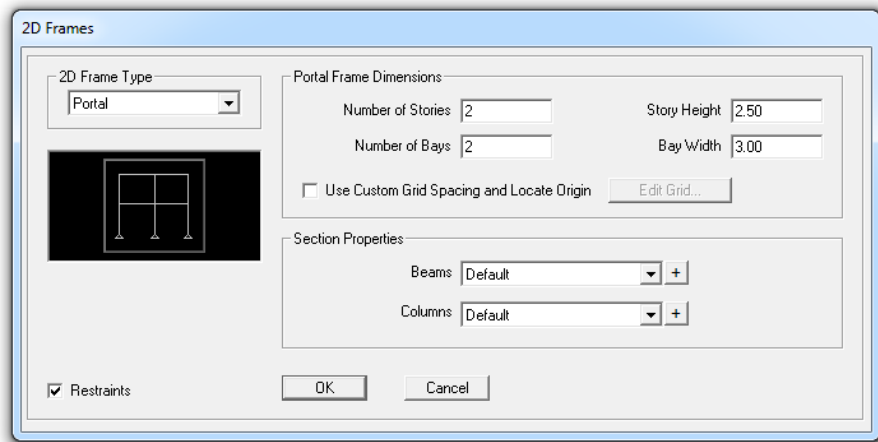 2D Frames
2D Frame Type
Portal
Portal Frame Dimensions
Number of Stories 2 Story Height 2.50
Number of Bays 2 Bay Width 3.00
Use Custom Grid Spacing and Locate Origin Edit Grid...
Section Properties
Beams Default +
Columns Default +
Restraints OK Cancel